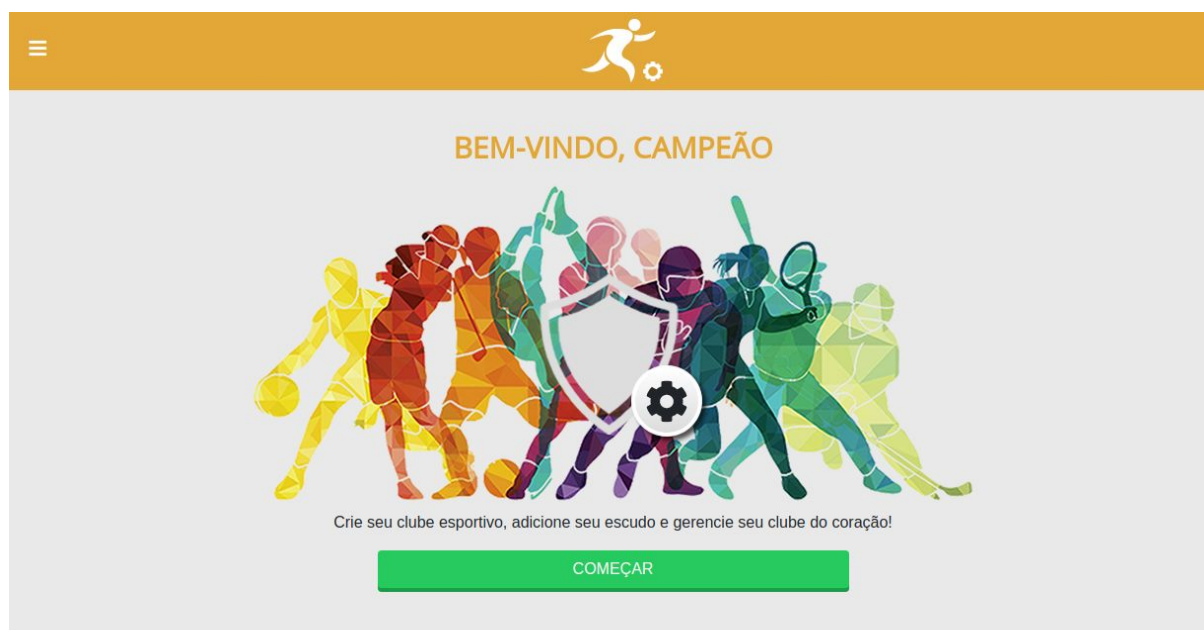 BEM-VINDO, CAMPEÃO
Crie seu clube esportivo, adicione seu escudo e gerencie seu clube do coração!
COMEÇAR